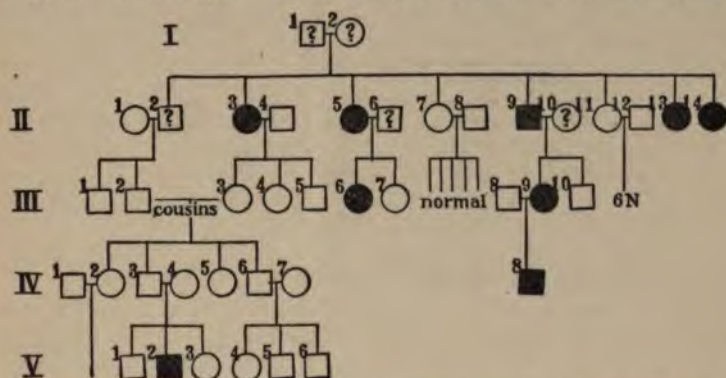 I 1 ? 2 ?
II 1 2 ? 3 4 5 6 ? 7 8 9 10 ? 11 12 13 14
III 1 2 cousins 3 4 5 6 7 normal 8 9 10 6N
IV 1 2 3 4 5 6 7 8
V 1 2 3 4 5 6